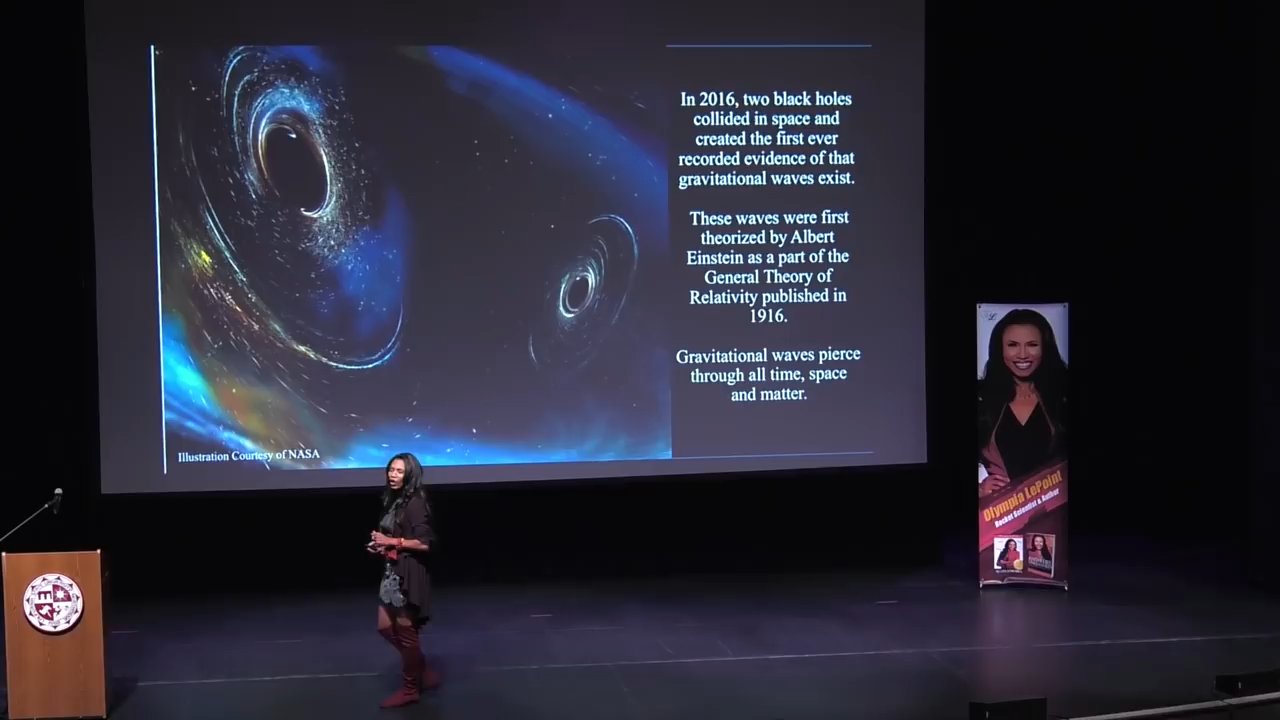 In 2016, two black holes
collided in space and
created the first ever
recorded evidence of that
gravitational waves exist.
These waves were first
theorized by Albert
Einstein as a part of the
General Theory of
Relativity published in
1916.
Gravitational waves pierce
through all time, space
and matter.
Illustration Courtesy of NASA
Olympia LePoint
Rocket Scientist & Author